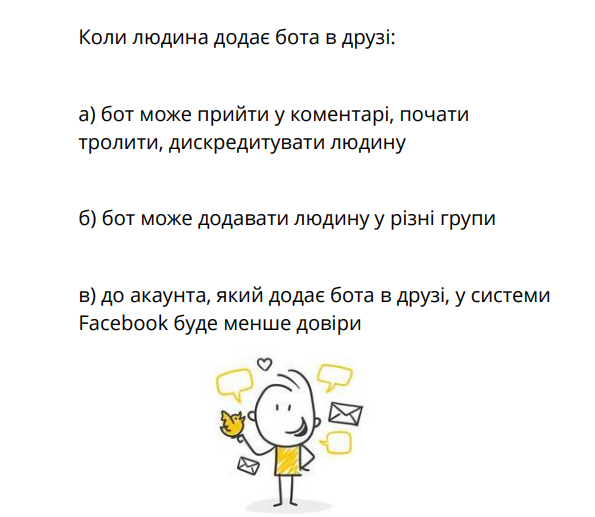 Коли людина додає бота в друзі:
а) бот може прийти у коментарі, почати
тролити, дискредитувати людину
б) бот може додавати людину у різні групи
в) до акаунта, який додає бота в друзі, у системи
Facebook буде менше довіри